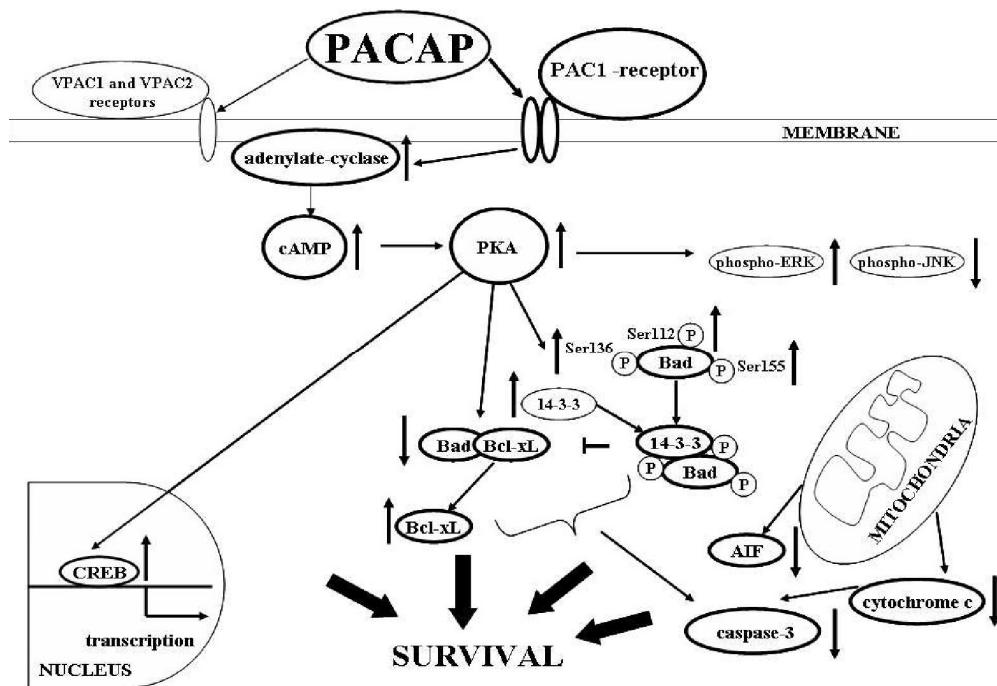 PACAP
PAC1 -receptor
VPAC1 and VPAC2
receptors
MEMBRANE
adenylate-cyclase
cAMP
PKA
phospho-ERK
phospho-JNK
Ser112
P
Ser136
P
Bad
P
Ser155
14-3-3
Bad
Bcl-xL
14-3-3
P
P
Bad
P
Bcl-xL
MITOCHONDRIA
AIF
CREB
cytochrome c
caspase-3
transcription
SURVIVAL
NUCLEUS